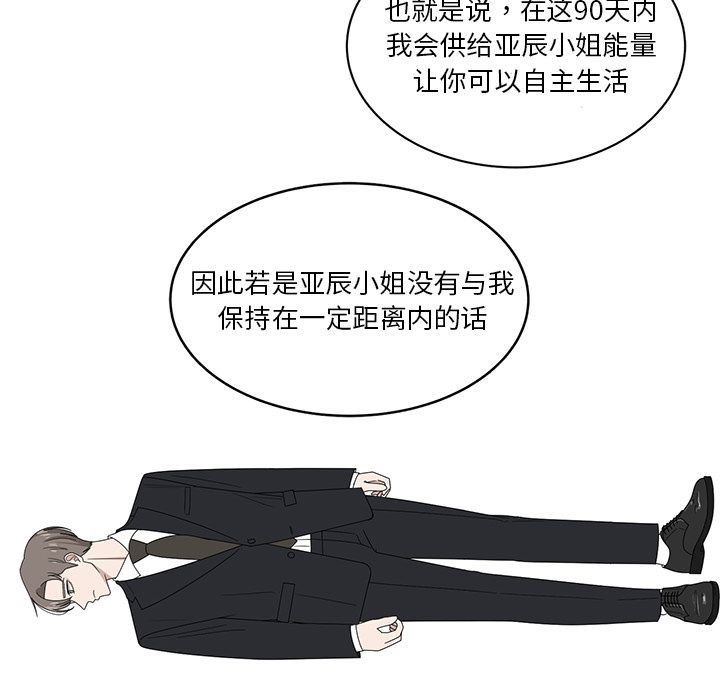 也就是说，在这90天内
我会供给亚辰小姐能量
让你可以自主生活
因此若是亚辰小姐没有与我
保持在一定距离内的话